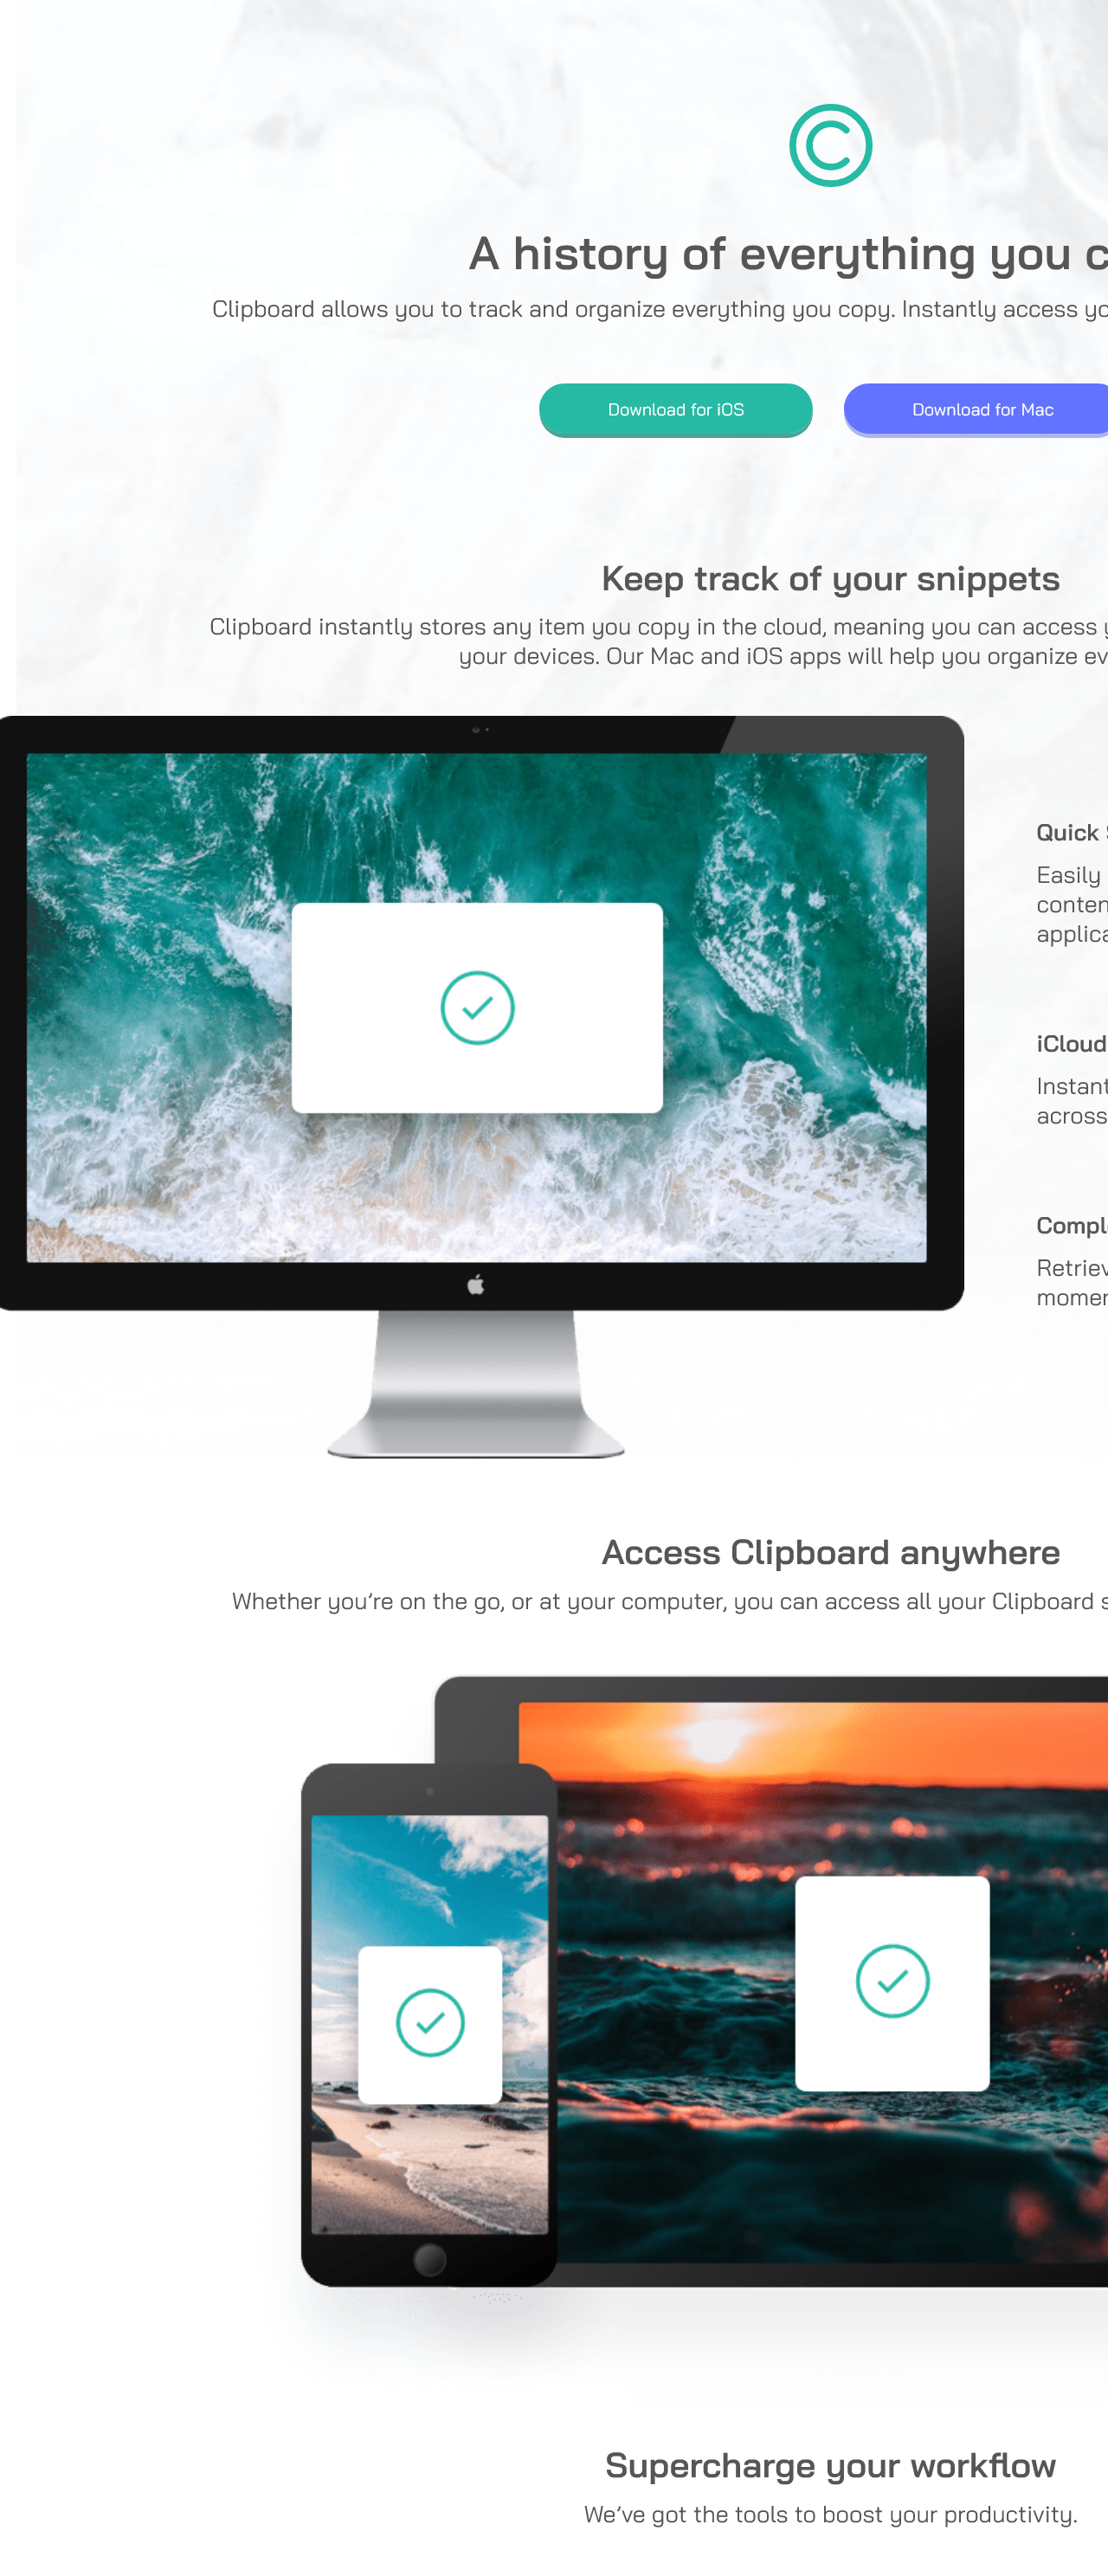 A history of everything you c
Clipboard allows you to track and organize everything you copy. Instantly access yo
Download for iOS
Download for Mac
Keep track of your snippets
Clipboard instantly stores any item you copy in the cloud, meaning you can access y
your devices. Our Mac and iOS apps will help you organize ev
Quick
Easily
conten
applica
iCloud
Instant
across
Comple
Retriev
momen
Access Clipboard anywhere
Whether you’re on the go, or at your computer, you can access all your Clipboard s
Supercharge your workflow
We’ve got the tools to boost your productivity.